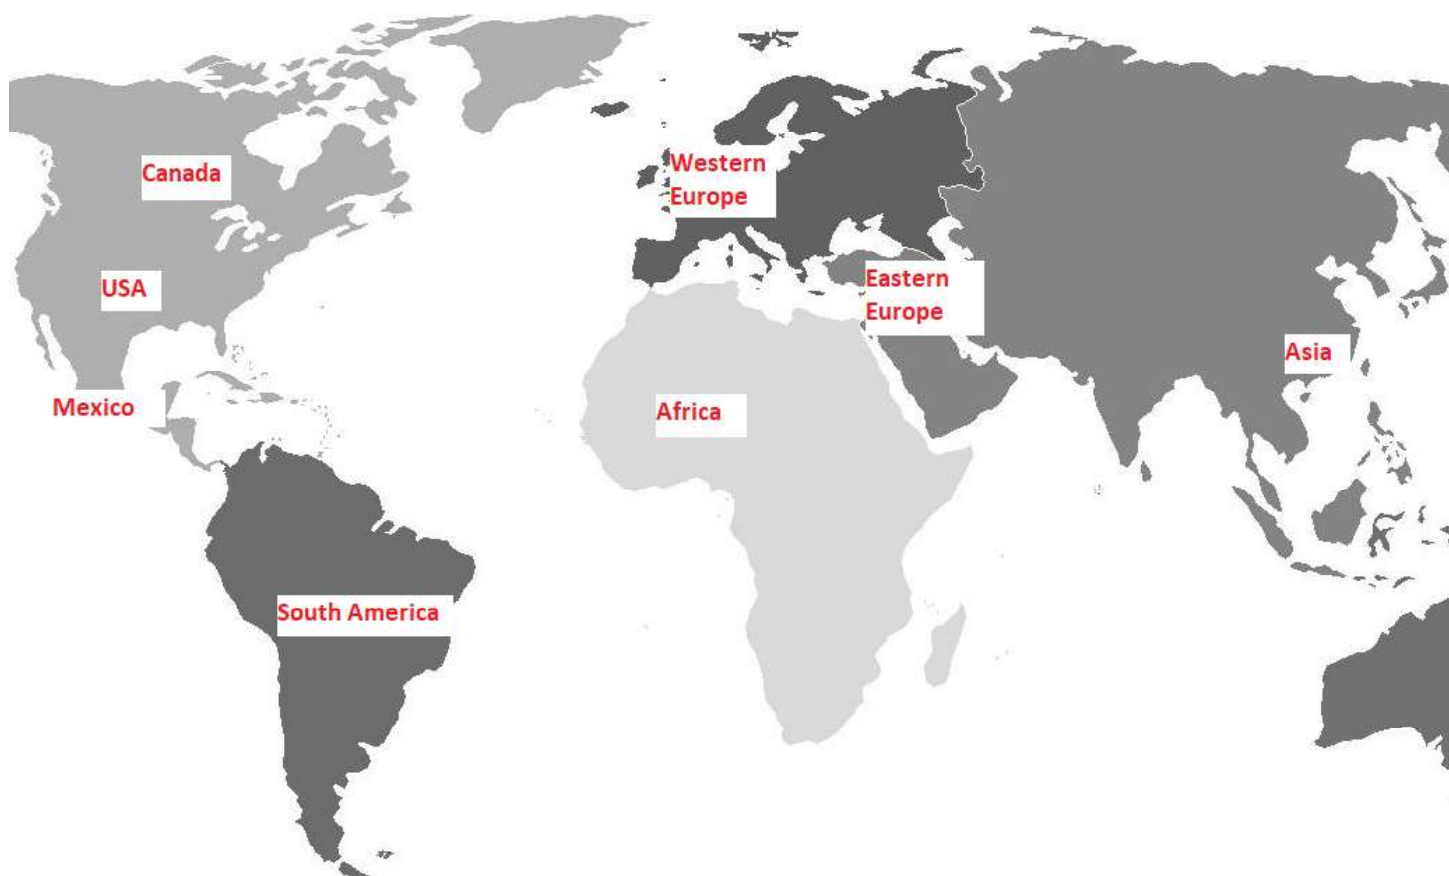 Canada
Western
Europe
USA
Eastern
Europe
Asia
Mexico
Africa
South America